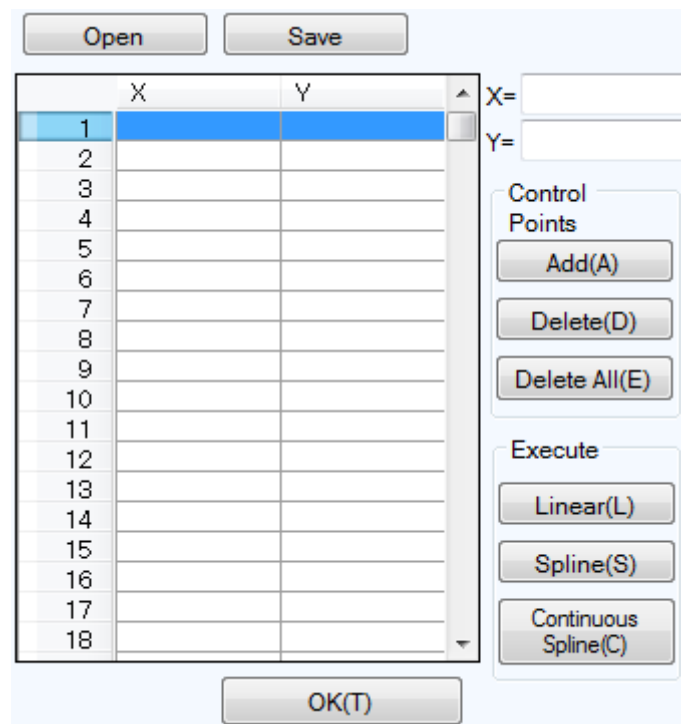 Open Save
X Y
X=
Y=
1
2
3
4
5
6
7
8
9
10
11
12
13
14
15
16
17
18
Control
Points
Add(A)
Delete(D)
Delete All(E)
Execute
Linear(L)
Spline(S)
Continuous
Spline(C)
OK(T)